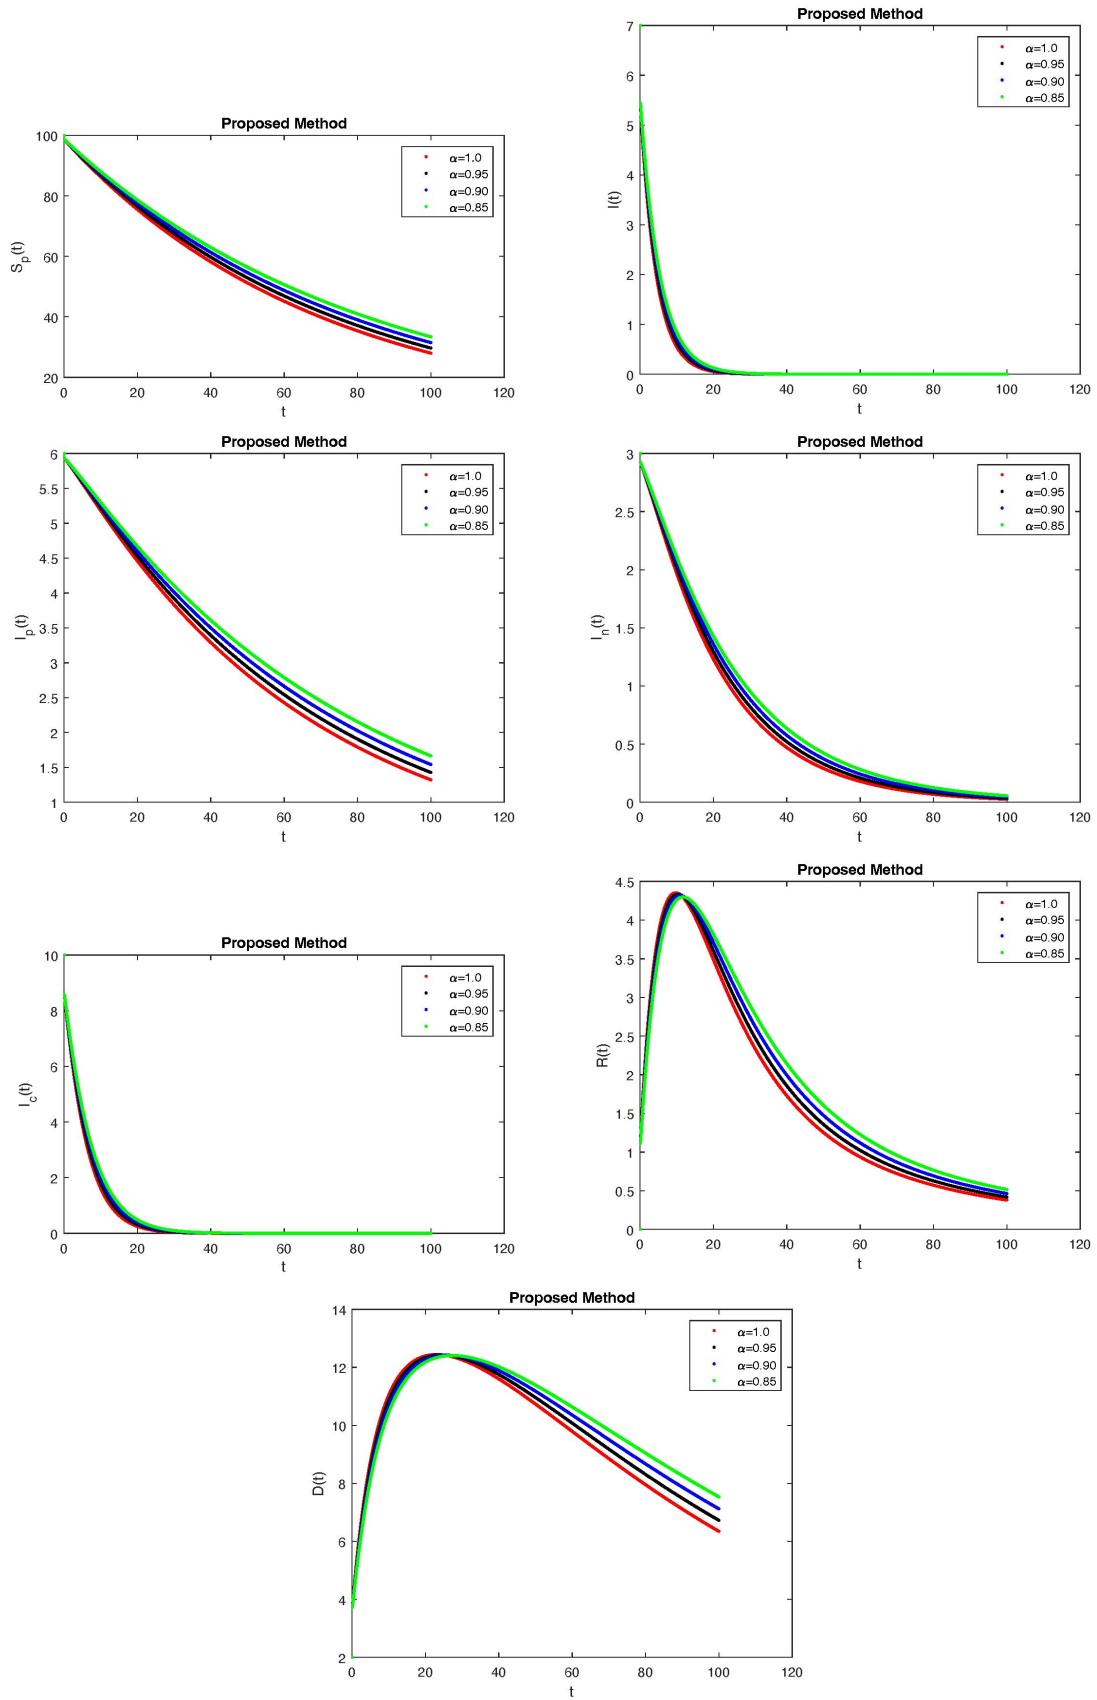 Proposed Method
S_p(t)
100
80
60
40
20
0 20 40 60 80 100 120
t
α=1.0
α=0.95
α=0.90
α=0.85
Proposed Method
I(t)
7
6
5
4
3
2
1
0
0 20 40 60 80 100 120
t
α=1.0
α=0.95
α=0.90
α=0.85
Proposed Method
I_p(t)
6
5.5
5
4.5
4
3.5
3
2.5
2
1.5
1
0 20 40 60 80 100 120
t
α=1.0
α=0.95
α=0.90
α=0.85
Proposed Method
I_n(t)
3
2.5
2
1.5
1
0.5
0
0 20 40 60 80 100 120
t
α=1.0
α=0.95
α=0.90
α=0.85
Proposed Method
I_c(t)
10
8
6
4
2
0
0 20 40 60 80 100 120
t
α=1.0
α=0.95
α=0.90
α=0.85
Proposed Method
R(t)
4.5
4
3.5
3
2.5
2
1.5
1
0.5
0
0 20 40 60 80 100 120
t
α=1.0
α=0.95
α=0.90
α=0.85
Proposed Method
D(t)
14
12
10
8
6
4
2
0 20 40 60 80 100 120
t
α=1.0
α=0.95
α=0.90
α=0.85